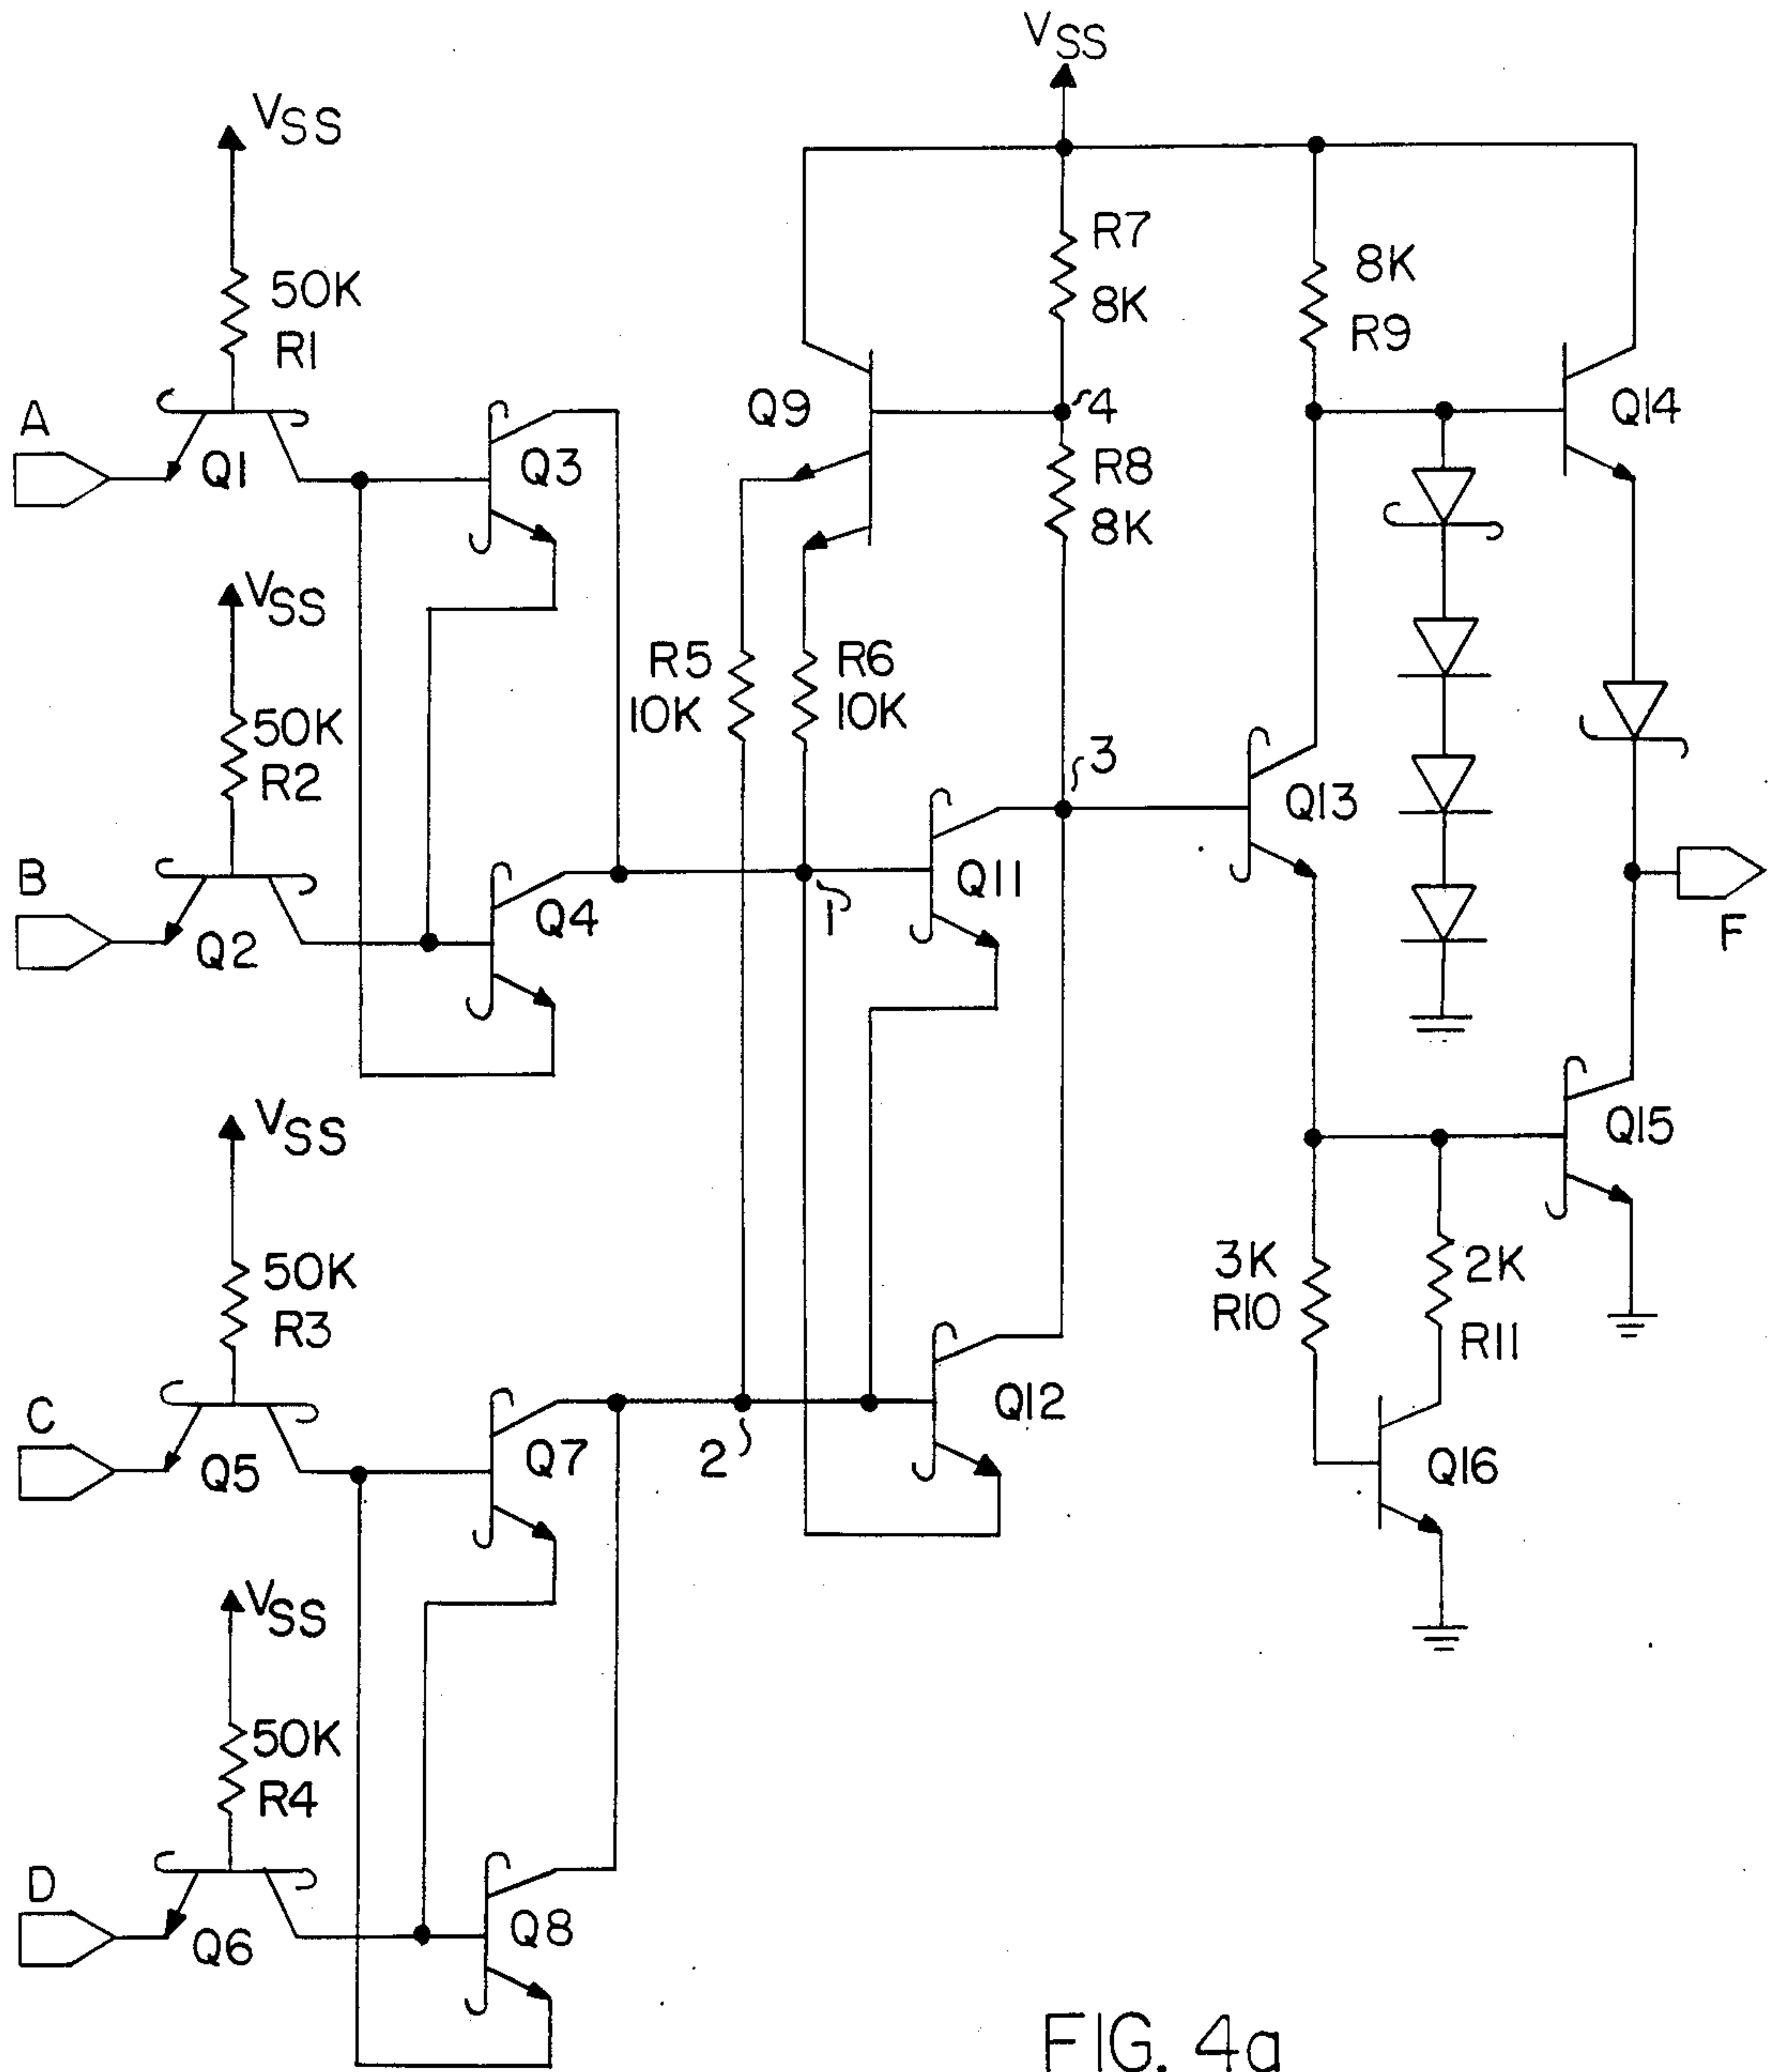 VSS
VSS
50K
R1
A
Q1
Q3
R7
8K
8K
R9
Q9
4
Q14
R8
8K
VSS
50K
R2
R5
10K
R6
10K
3
Q13
B
Q2
Q4
1
Q11
F
VSS
50K
R3
C
Q5
Q7
2
Q12
Q15
3K
R10
2K
R11
Q16
VSS
50K
R4
D
Q6
Q8
FIG. 4a